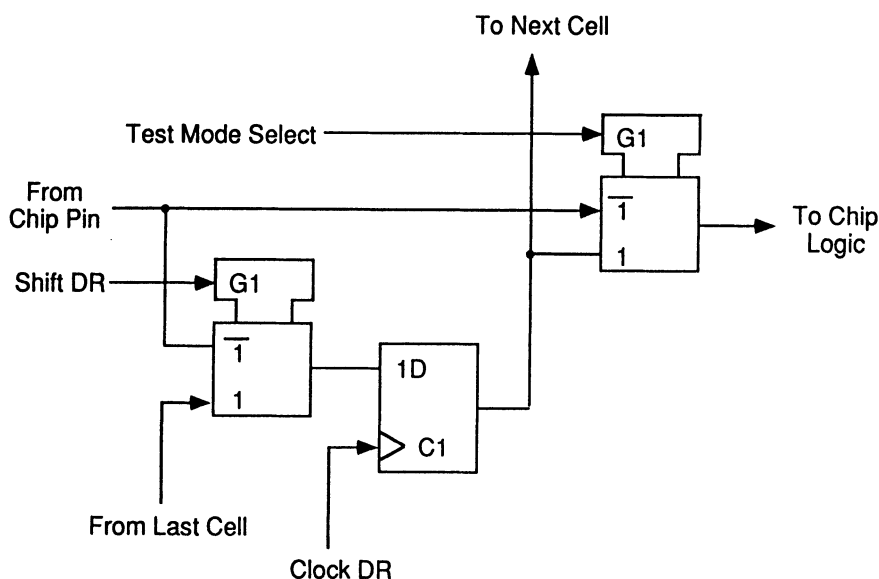 To Next Cell
Test Mode Select
G1
From
Chip Pin
1
To Chip
Logic
1
Shift DR
G1
1
1D
1
C1
From Last Cell
Clock DR